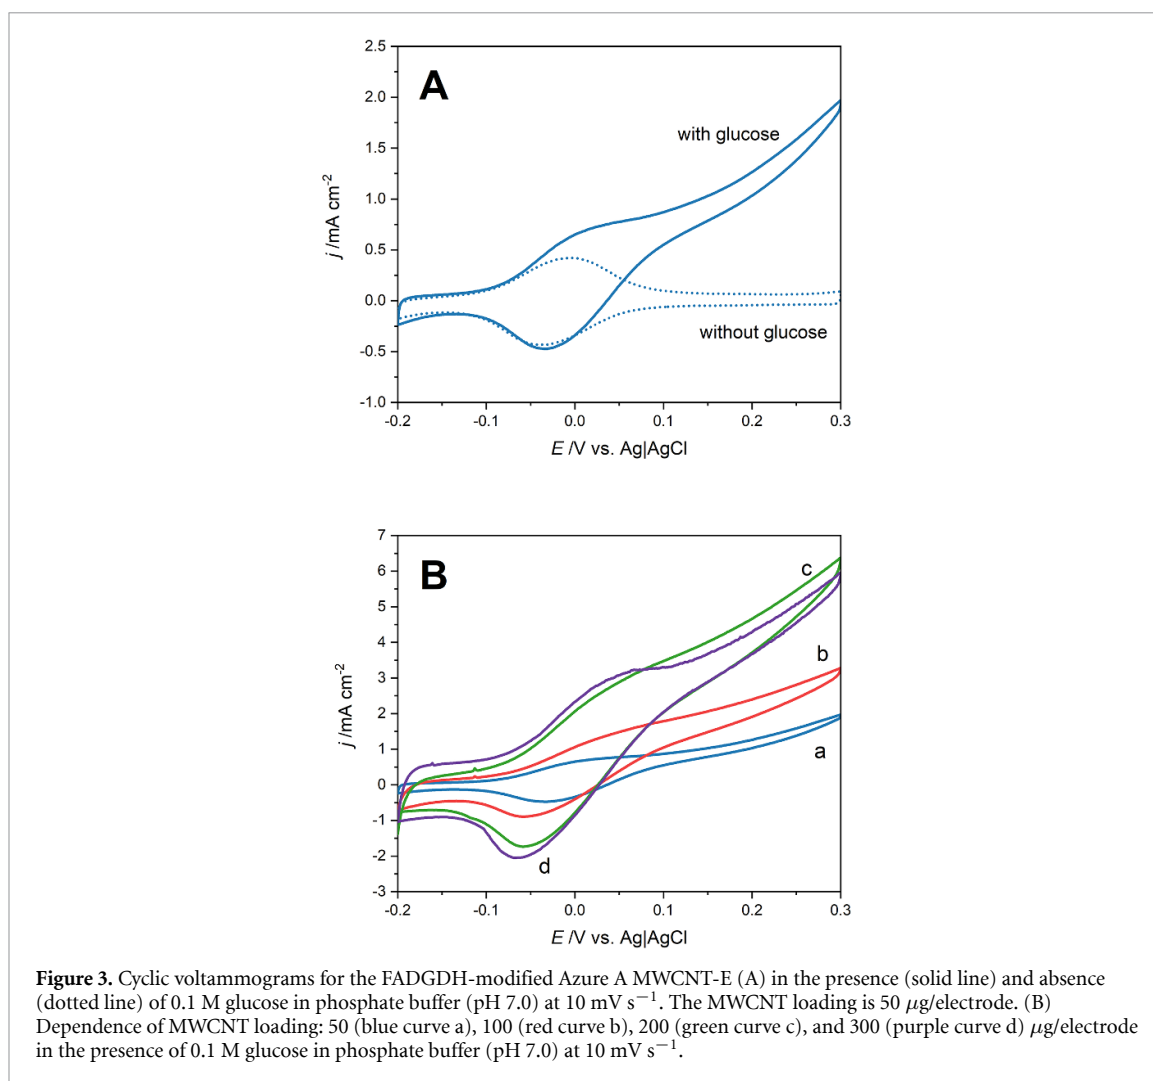 A
2.5
2.0
1.5
1.0
0.5
0.0
-0.5
-1.0
j /mA cm⁻²
with glucose
without glucose
-0.2 -0.1 0.0 0.1 0.2 0.3
E /V vs. Ag|AgCl
B
7
6
5
4
3
2
1
0
-1
-2
-3
j /mA cm⁻²
c
b
a
d
-0.2 -0.1 0.0 0.1 0.2 0.3
E /V vs. Ag|AgCl
Figure 3. Cyclic voltammograms for the FADGDH-modified Azure A MWCNT-E (A) in the presence (solid line) and absence
(dotted line) of 0.1 M glucose in phosphate buffer (pH 7.0) at 10 mV s⁻¹. The MWCNT loading is 50 μg/electrode. (B)
Dependence of MWCNT loading: 50 (blue curve a), 100 (red curve b), 200 (green curve c), and 300 (purple curve d) μg/electrode
in the presence of 0.1 M glucose in phosphate buffer (pH 7.0) at 10 mV s⁻¹.